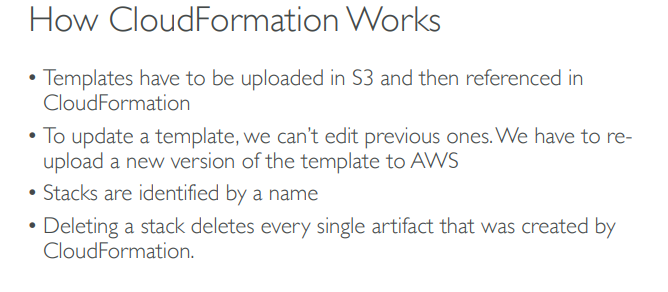 How CloudFormation Works
• Templates have to be uploaded in S3 and then referenced in
CloudFormation
• To update a template, we can't edit previous ones. We have to re-
upload a new version of the template to AWS
• Stacks are identified by a name
• Deleting a stack deletes every single artifact that was created by
CloudFormation.